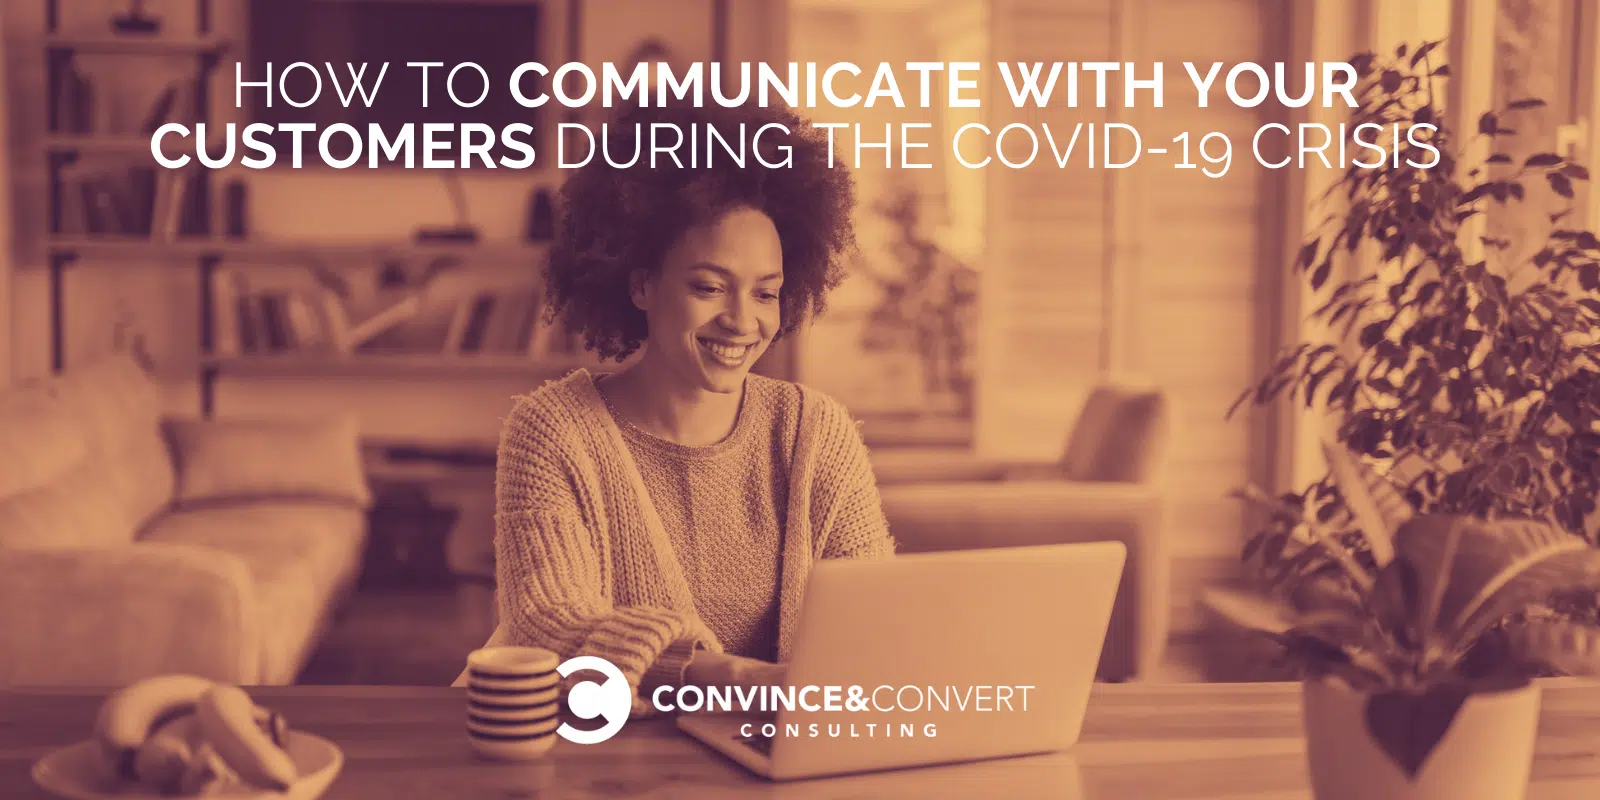 HOW TO COMMUNICATE WITH YOUR
CUSTOMERS DURING THE COVID-19 CRISIS
CONVINCE&CONVERT
CONSULTING